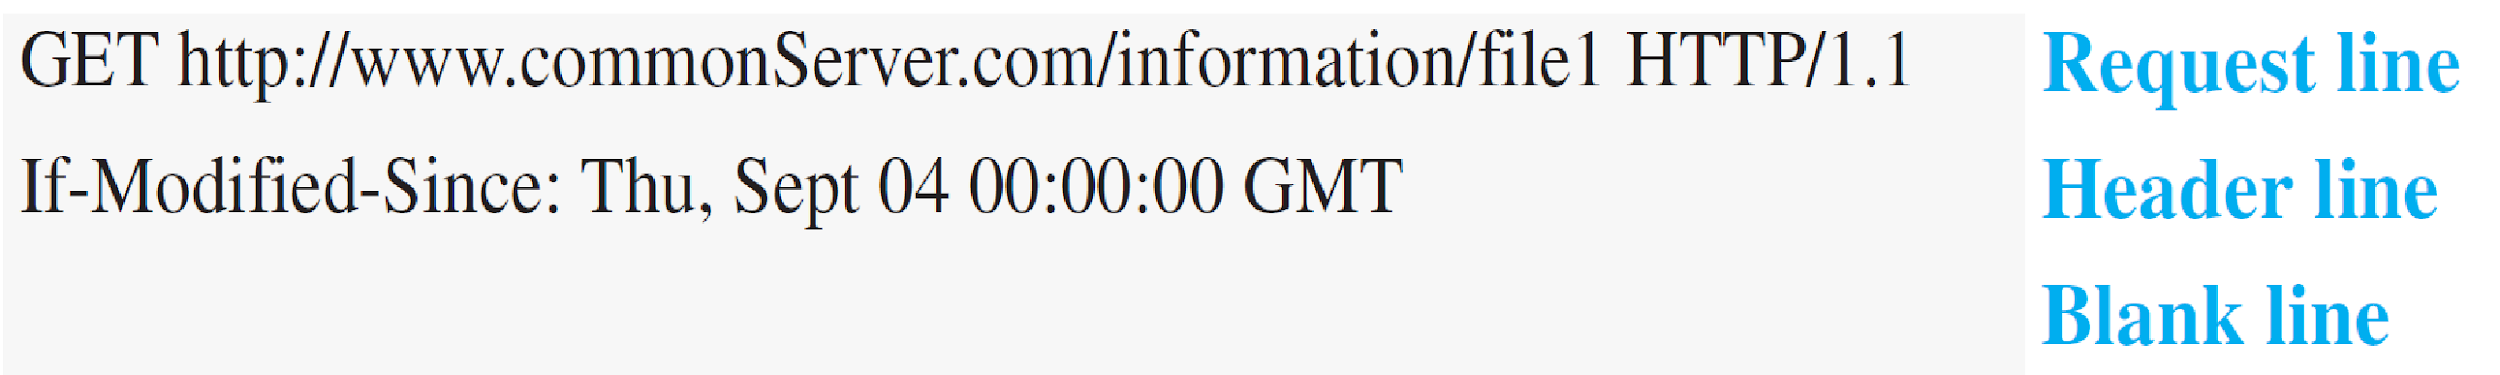 GET http://www.commonServer.com/information/file1 HTTP/1.1 Request line
If-Modified-Since: Thu, Sept 04 00:00:00 GMT Header line
Blank line